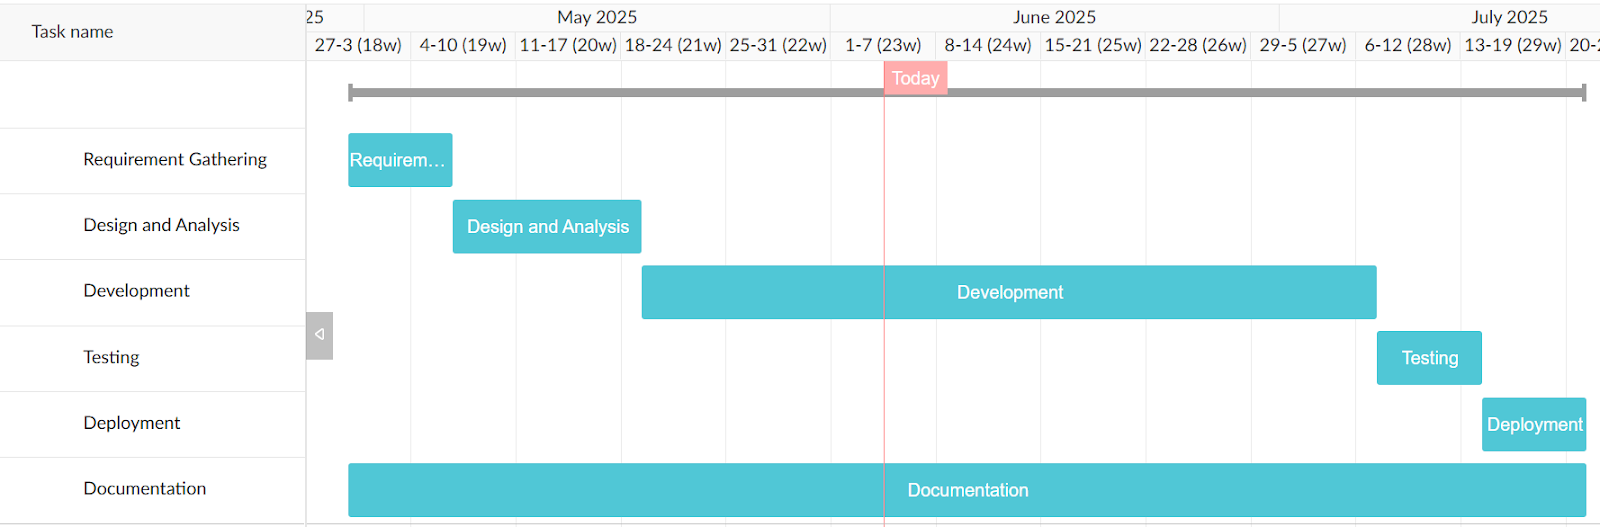 Task name
25 May 2025 June 2025 July 2025
27-3 (18w) 4-10 (19w) 11-17 (20w) 18-24 (21w) 25-31 (22w) 1-7 (23w) 8-14 (24w) 15-21 (25w) 22-28 (26w) 29-5 (27w) 6-12 (28w) 13-19 (29w) 20-
Today
Requirement Gathering Requirem...
Design and Analysis Design and Analysis
Development Development
Testing Testing
Deployment Deployment
Documentation Documentation